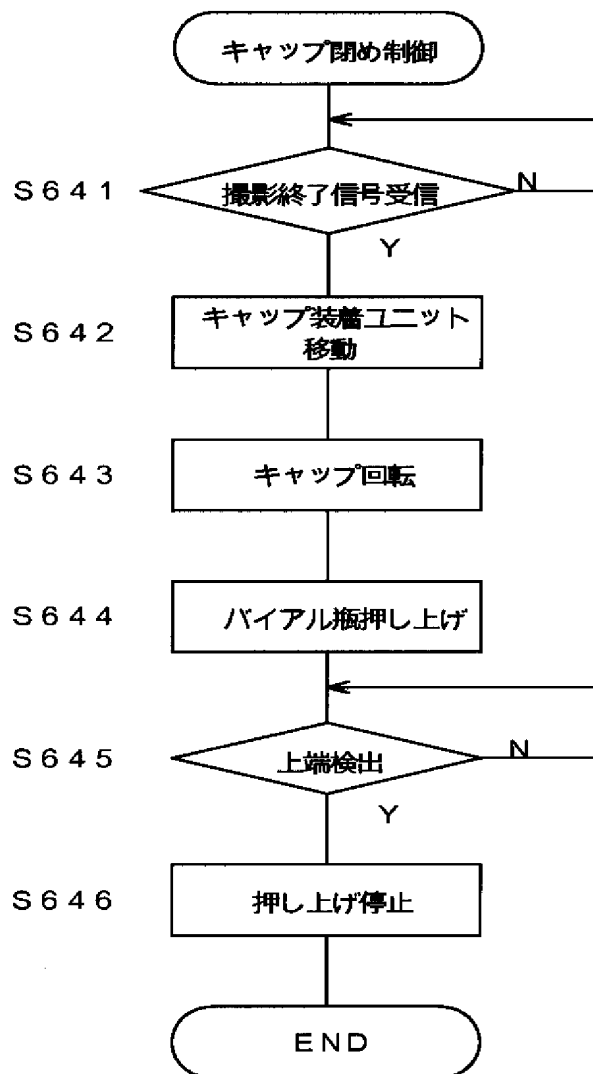 キャップ閉め制御
S641
撮影終了信号受信
N
Y
S642
キャップ装着ユニット
移動
S643
キャップ回転
S644
バイアル瓶押し上げ
S645
上端検出
N
Y
S646
押し上げ停止
END